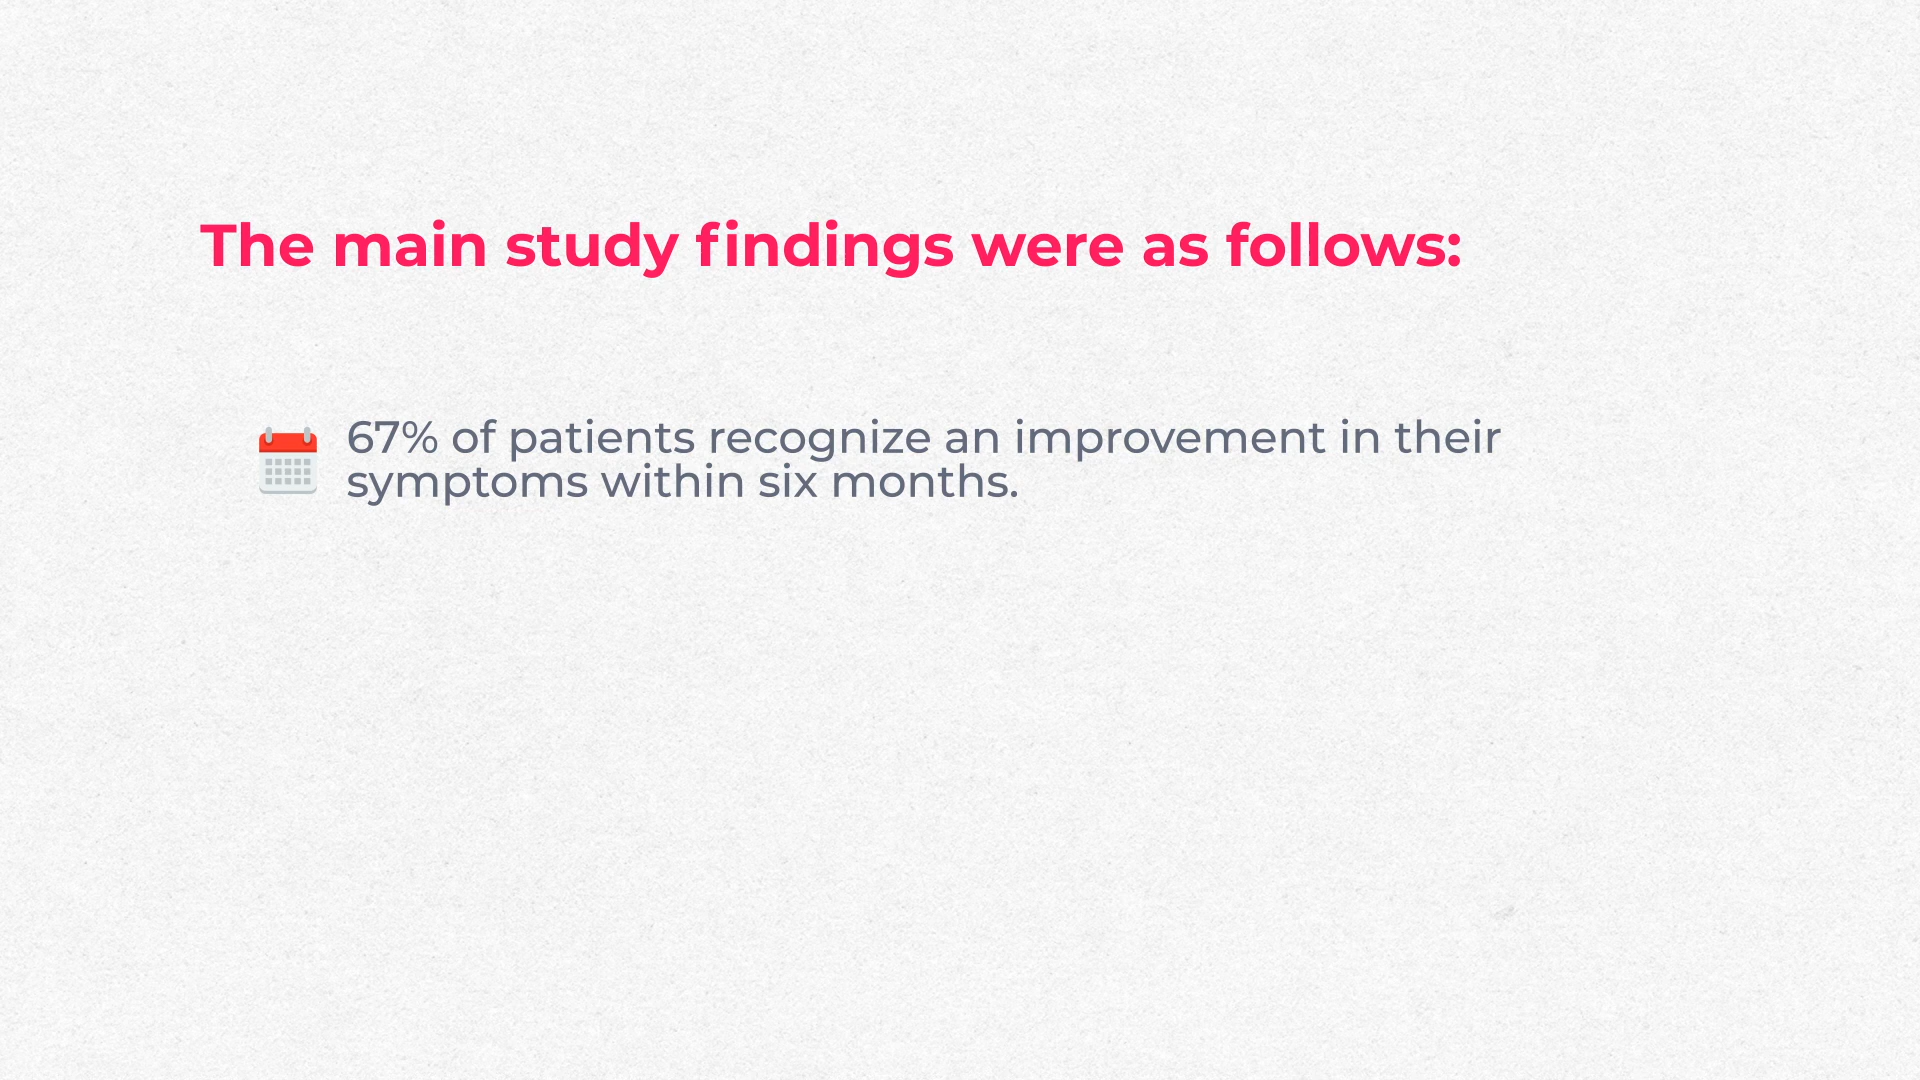 The main study findings were as follows:
67% of patients recognize an improvement in their
symptoms within six months.